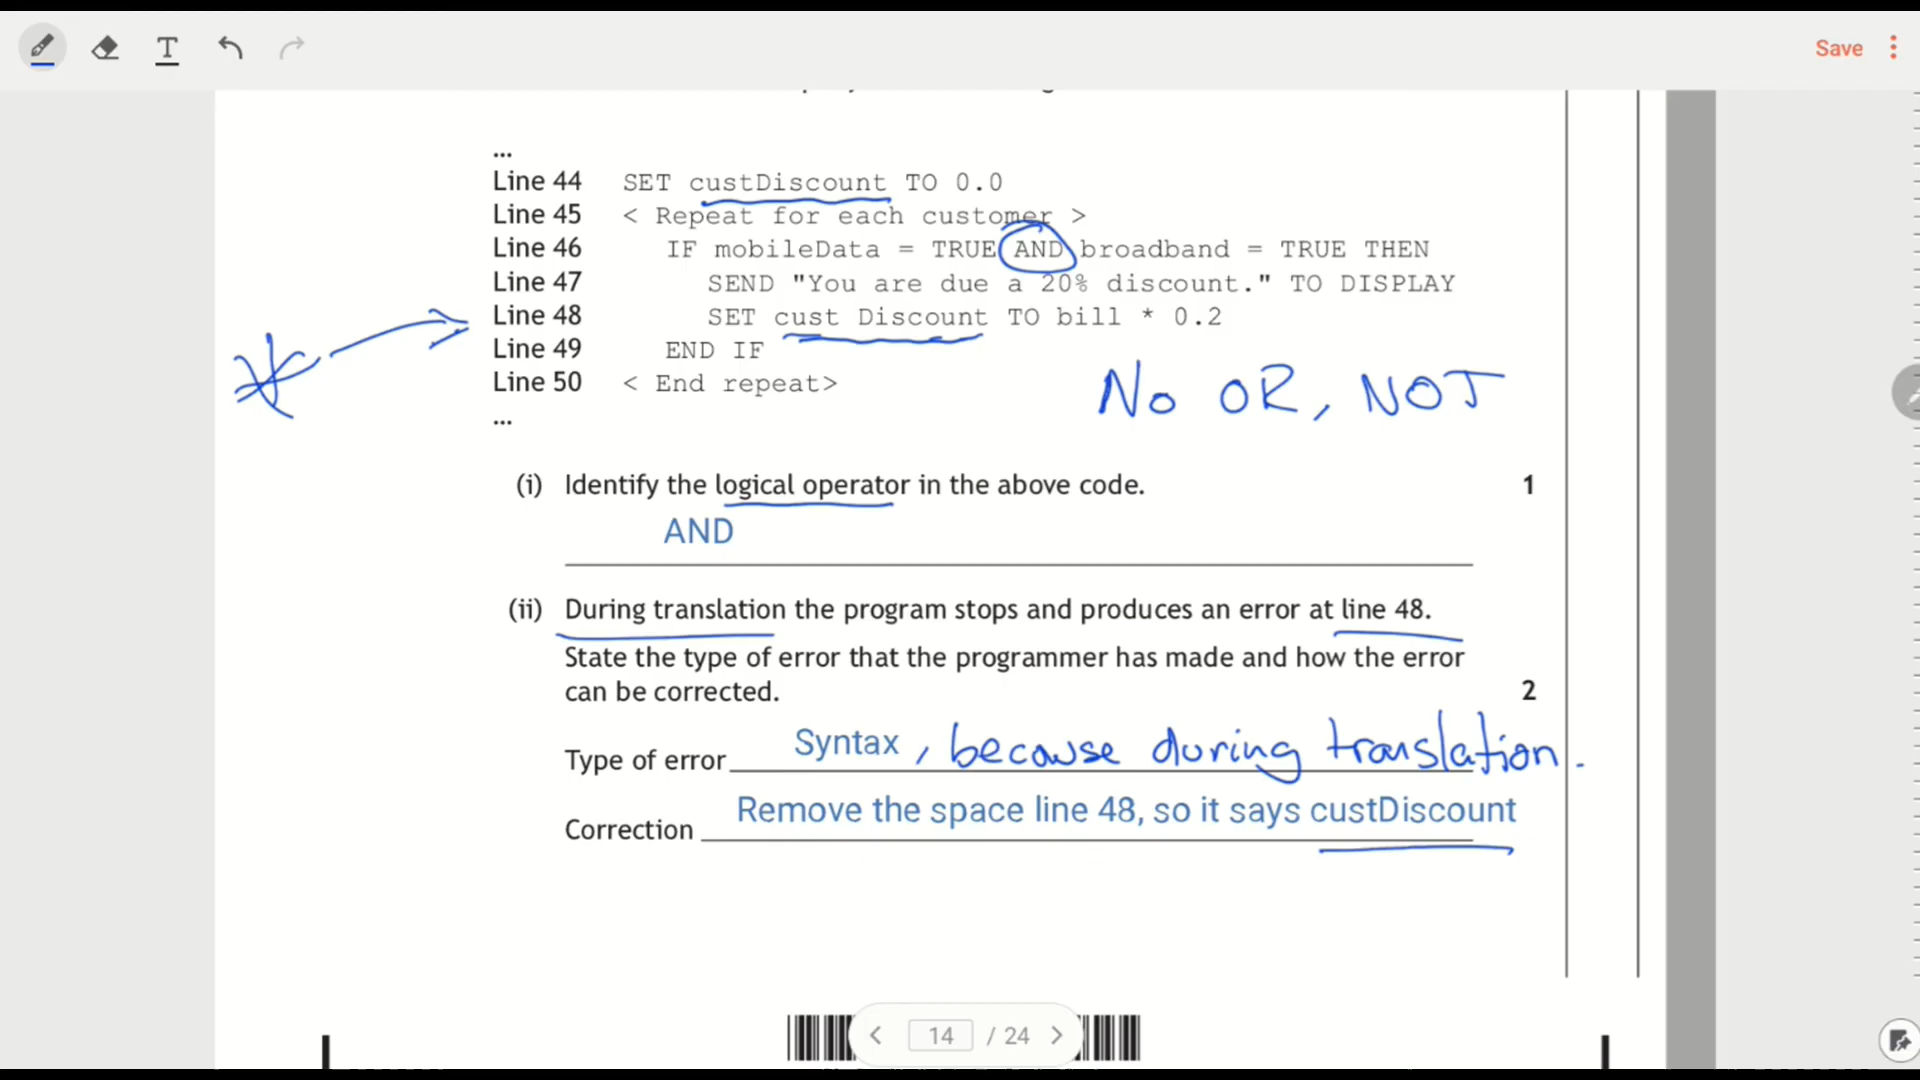 T
Save
...
Line 44 SET custDiscount TO 0.0
Line 45 < Repeat for each customer >
Line 46 IF mobileData = TRUE AND broadband = TRUE THEN
Line 47 SEND "You are due a 20% discount." TO DISPLAY
Line 48 SET cust Discount TO bill * 0.2
Line 49 END IF
Line 50 < End repeat>
...
No OR, NOT
(i) Identify the logical operator in the above code. 1
AND
(ii) During translation the program stops and produces an error at line 48.
State the type of error that the programmer has made and how the error
can be corrected. 2
Type of error Syntax, because during translation.
Correction Remove the space line 48, so it says custDiscount
< 14 / 24 >